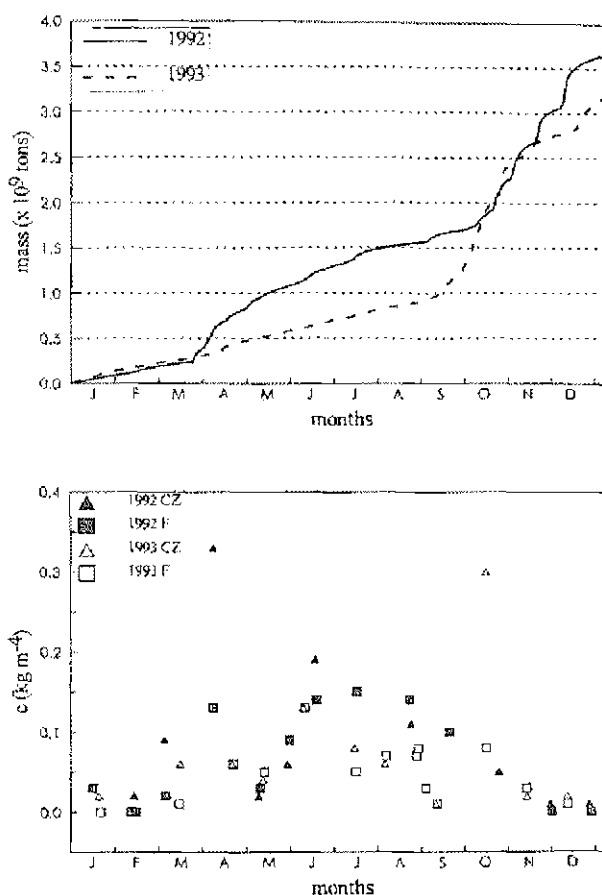 4.0
1992
3.5
1993
3.0
2.5
2.0
1.5
1.0
0.3
0.0
mass (x 10⁹ tons)
J F M A M J J A S O N D
months
0.4
1992 CZ
1992 F
1993 CZ
1993 F
0.3
0.2
0.1
0.0
c (kg m⁻⁴)
J F M A M J J A S O N D
months